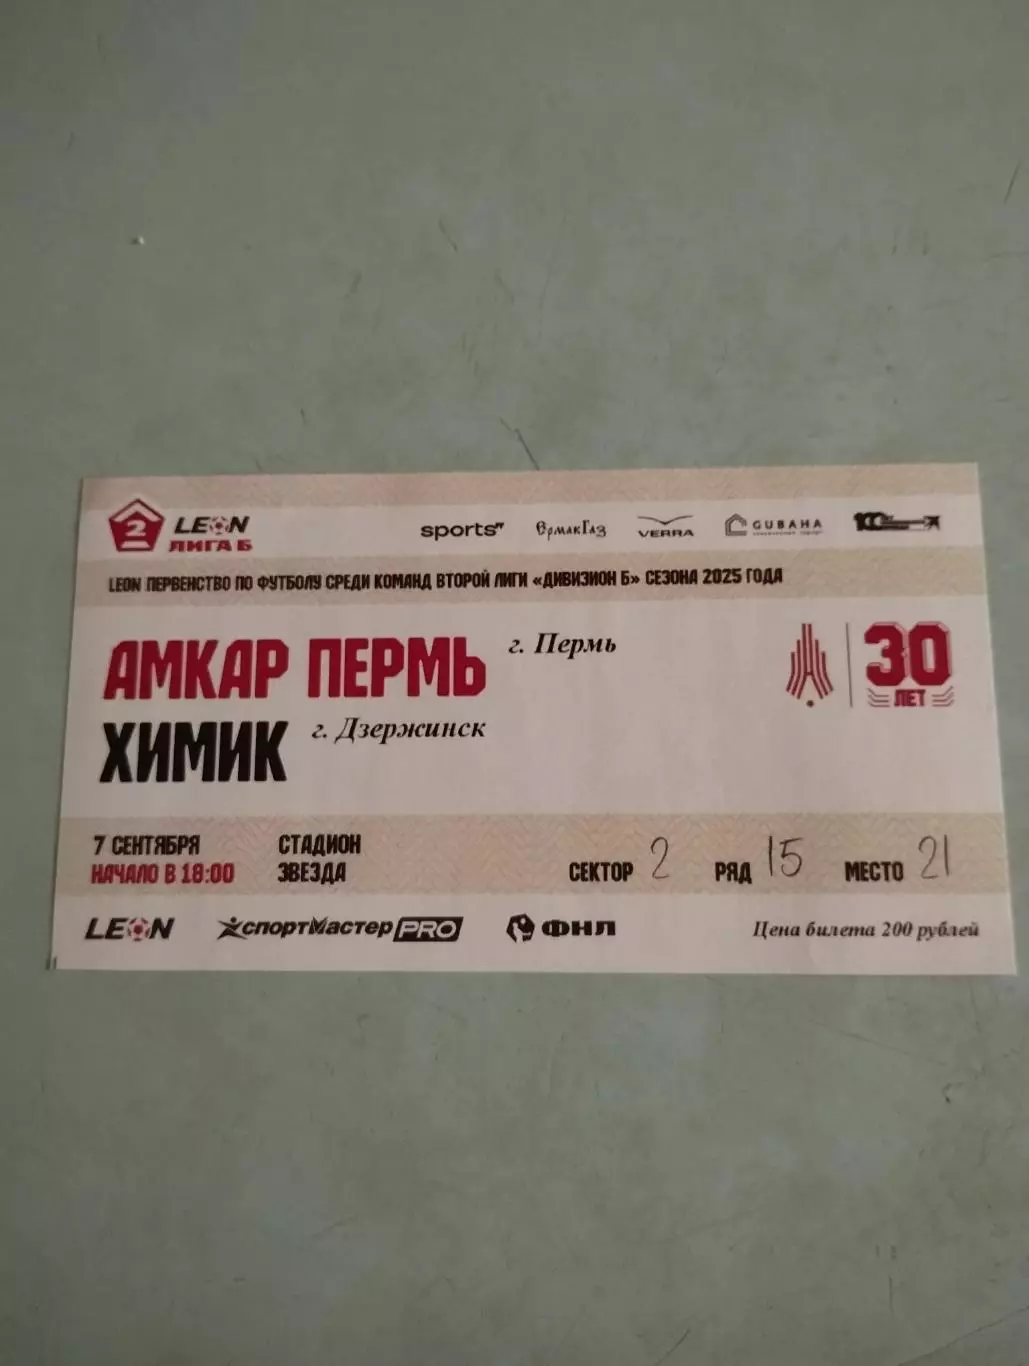 2 LEON
ЛИГА Б
sports" ЕрмакГаз VERRA GUBAHA 100
LEON ПЕРВЕНСТВО ПО ФУТБОЛУ СРЕДИ КОМАНД ВТОРОЙ ЛИГИ «ДИВИЗИОН Б» СЕЗОНА 2025 ГОДА
АМКАР ПЕРМЬ г. Пермь
30
ЛЕТ
ХИМИК г. Дзержинск
7 СЕНТЯБРЯ
НАЧАЛО В 18:00
СТАДИОН
ЗВЕЗДА
СЕКТОР 2 РЯД 15 МЕСТО 21
LEON СПОРТМАСТЕР PRO ФНЛ Цена билета 200 рублей